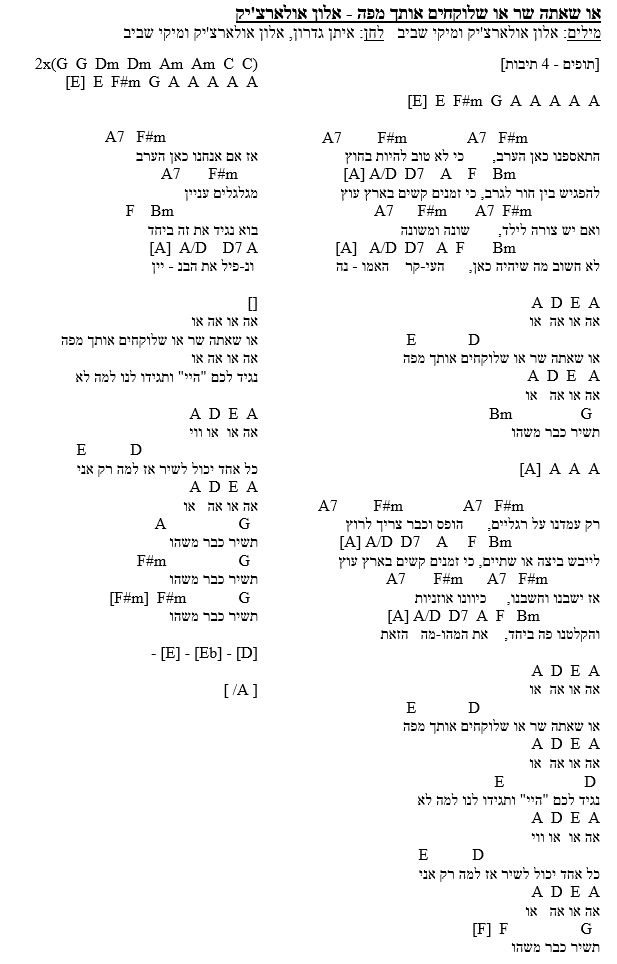 או שאתה שר או שלוקחים אותך מפה - אלון אולארצ'יק
מילים: אלון אולארצ'יק ומיקי שביב   לחן: איתן גדרון, אלון אולארצ'יק ומיקי שביב
[תופים - 4 תיבות]
[E] E F#m G A A A A A
A7 F#m A7 F#m
התאספנו כאן הערב, כי לא טוב להיות בחוץ
[A] A/D D7 A F Bm
להפגיש בין חור לגרב, כי זמנים קשים בארץ עוץ
A7 F#m A7 F#m
ואם יש צורה לילד, שונה ומשונה
[A] A/D D7 A F Bm
לא חשוב מה שיהיה כאן, העי-קר האמו - נה
A D E A
אה או אה או
E D
או שאתה שר או שלוקחים אותך מפה
A D E A
אה או אה או
Bm G
תשיר כבר משהו
[A] A A A
A7 F#m A7 F#m
רק עמדנו על רגליים, הופס וכבר צריך לרוץ
[A] A/D D7 A F Bm
לייבש ביצה או שתיים, כי זמנים קשים בארץ עוץ
A7 F#m A7 F#m
אז ישבנו וחשבנו, כיוונו אוזניות
[A] A/D D7 A F Bm
והקלטנו פה ביחד, את המהו-מה הזאת
A D E A
אה או אה או
E D
או שאתה שר או שלוקחים אותך מפה
A D E A
אה או אה או
E D
נגיד לכם "היי" ותגידו לנו למה לא
A D E A
אה או או ווי
E D
כל אחד יכול לשיר אז למה רק אני
A D E A
אה או אה או
[F] F G
תשיר כבר משהו
2x(G G Dm Dm Am Am C C)
[E] E F#m G A A A A A
A7 F#m
אז אם אנחנו כאן הערב
A7 F#m
מגלגלים עניין
F Bm
בוא נגיד את זה ביחד
[A] A/D D7 A
ונ-פיל את הבנ - יין
[]
אה או אה או
או שאתה שר או שלוקחים אותך מפה
אה או אה או
נגיד לכם "היי" ותגידו לנו למה לא
A D E A
אה או או ווי
E D
כל אחד יכול לשיר אז למה רק אני
A D E A
אה או אה או
A G
תשיר כבר משהו
F#m G
תשיר כבר משהו
[F#m] F#m G
תשיר כבר משהו
- [E] - [Eb] - [D]
[ /A ]